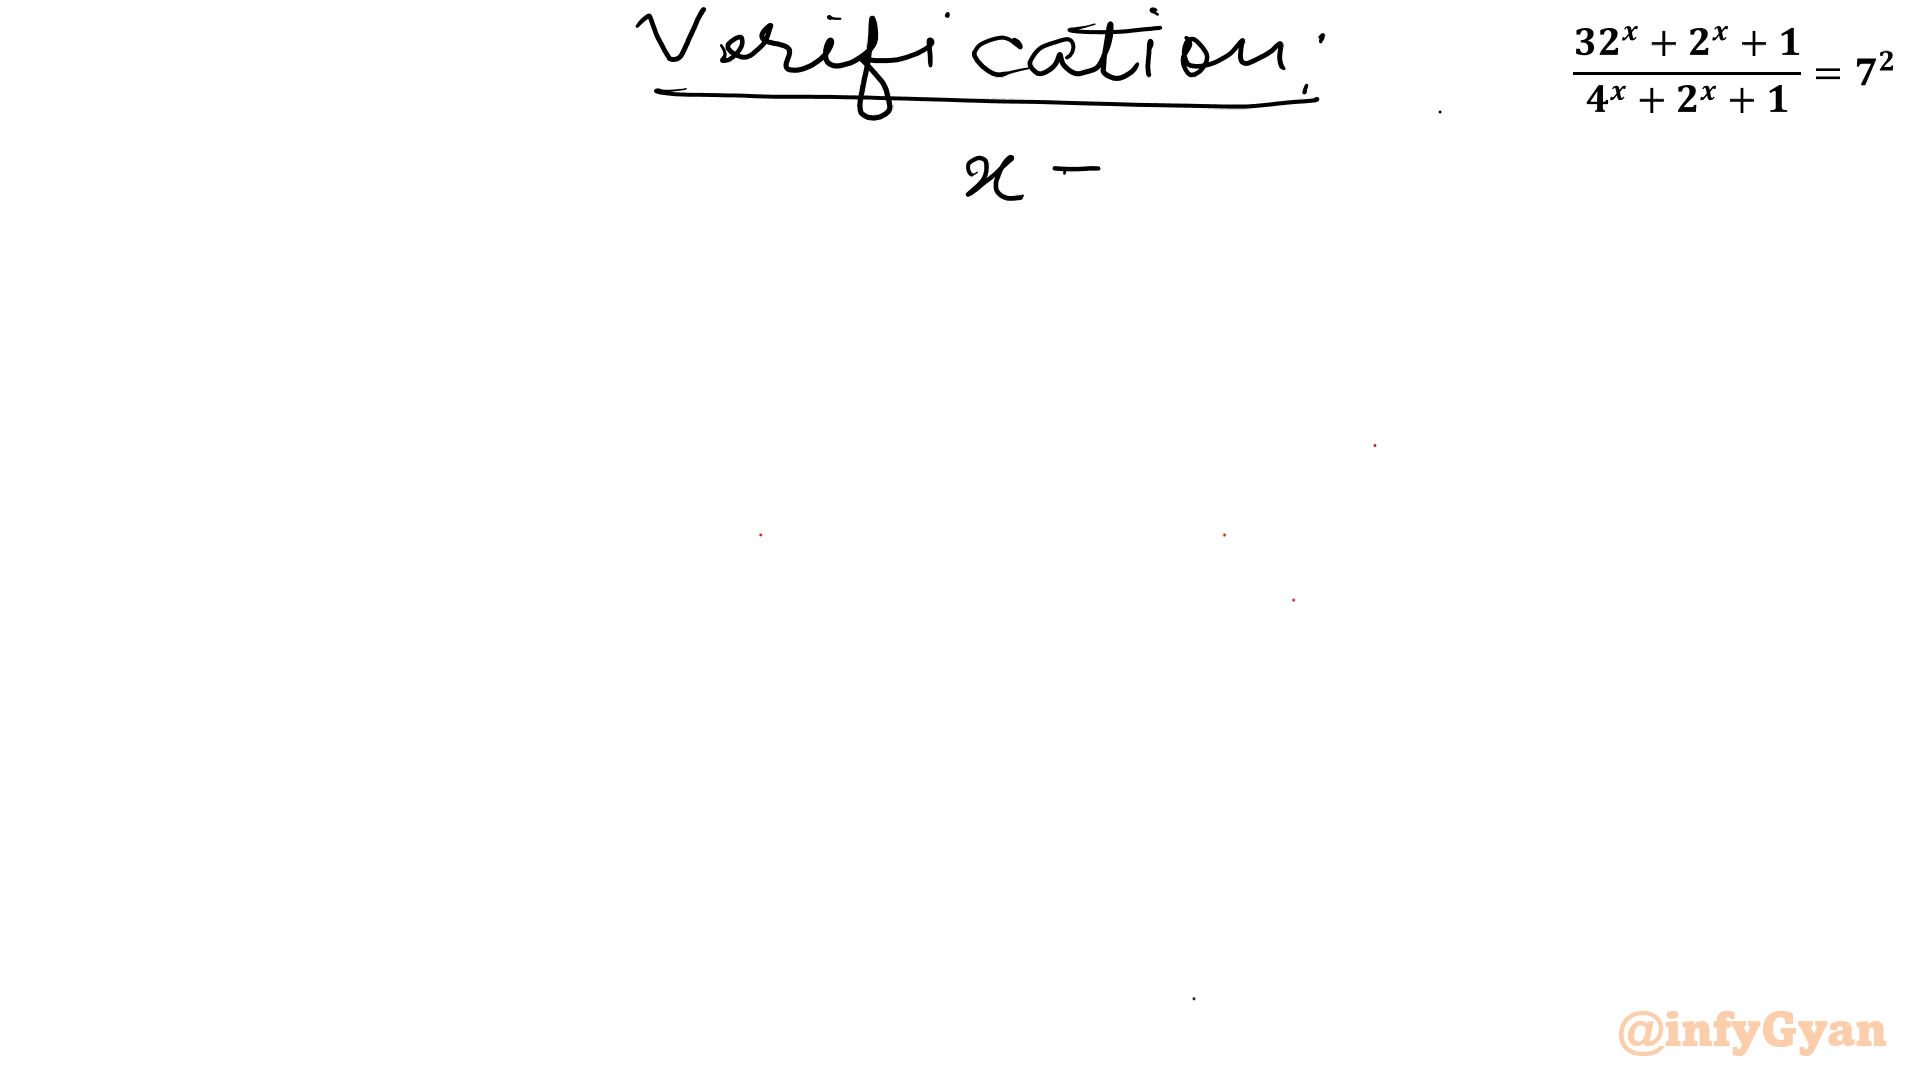 Verification:
x =
32^x + 2^x + 1
4^x + 2^x + 1
= 7^2
@infyGyan